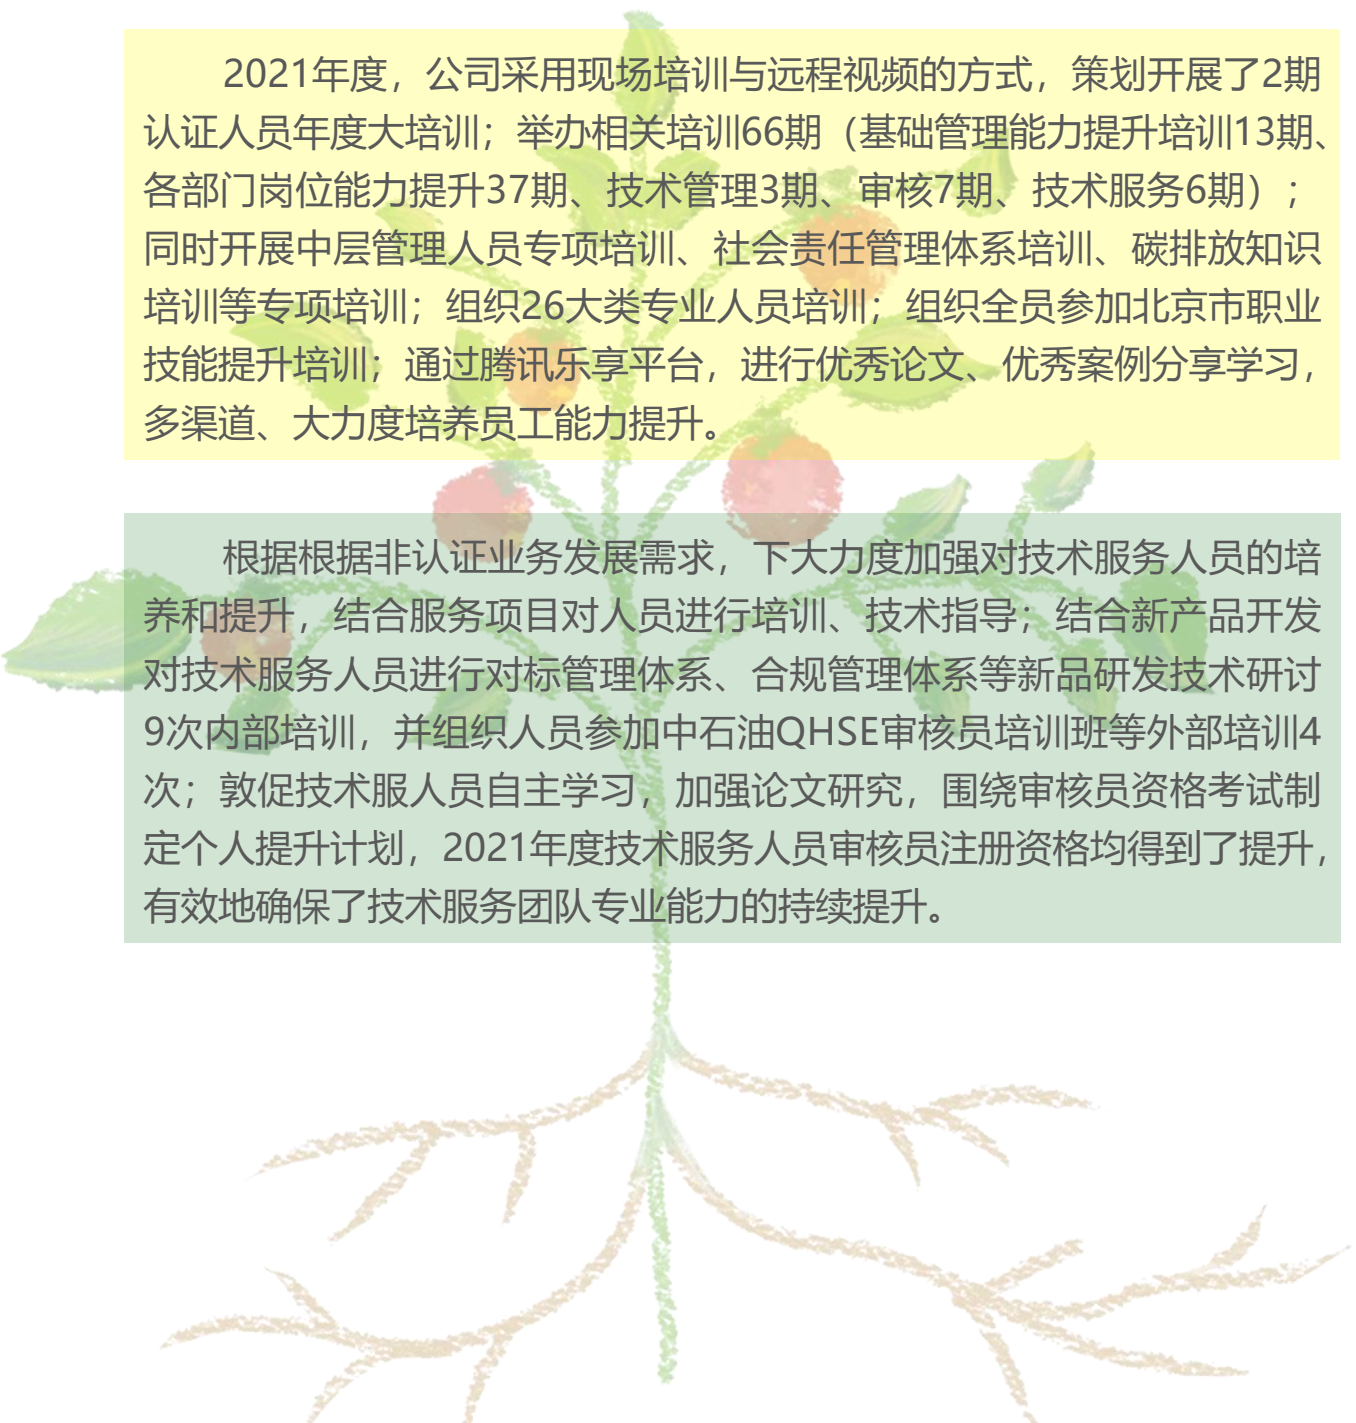 2021年度，公司采用现场培训与远程视频的方式，策划开展了2期
认证人员年度大培训；举办相关培训66期（基础管理能力提升培训13期、
各部门岗位能力提升37期、技术管理3期、审核7期、技术服务6期）；
同时开展中层管理人员专项培训、社会责任管理体系培训、碳排放知识
培训等专项培训；组织26大类专业人员培训；组织全员参加北京市职业
技能提升培训；通过腾讯乐享平台，进行优秀论文、优秀案例分享学习，
多渠道、大力度培养员工能力提升。
根据根据非认证业务发展需求，下大力度加强对技术服务人员的培
养和提升，结合服务项目对人员进行培训、技术指导；结合新产品开发
对技术服务人员进行对标管理体系、合规管理体系等新品研发技术研讨
9次内部培训，并组织人员参加中石油QHSE审核员培训班等外部培训4
次；敦促技术服人员自主学习，加强论文研究，围绕审核员资格考试制
定个人提升计划，2021年度技术服务人员审核员注册资格均得到了提升，
有效地确保了技术服务团队专业能力的持续提升。